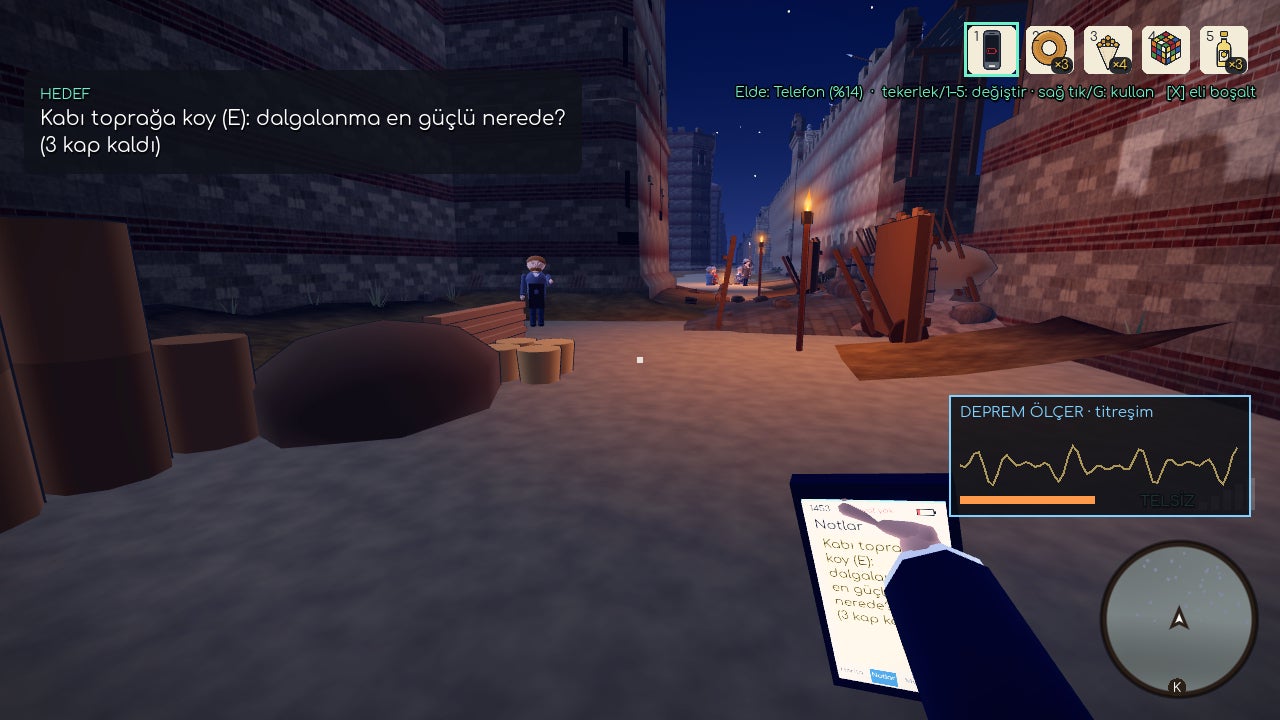 HEDEF
Kabı toprağa koy (E): dalgalanma en güçlü nerede?
(3 kap kaldı)
1
2
×3
3
×4
4
5
×3
Elde: Telefon (%14) · tekerlek/1–5: değiştir · sağ tık/G: kullan [X] eli boşalt
DEPREM ÖLÇER · titreşim
TELSİZ
1453
Notlar
Kabı topra
koy (E):
dalgala
en güçl
nerede?
(3 kap k
Notlar
K